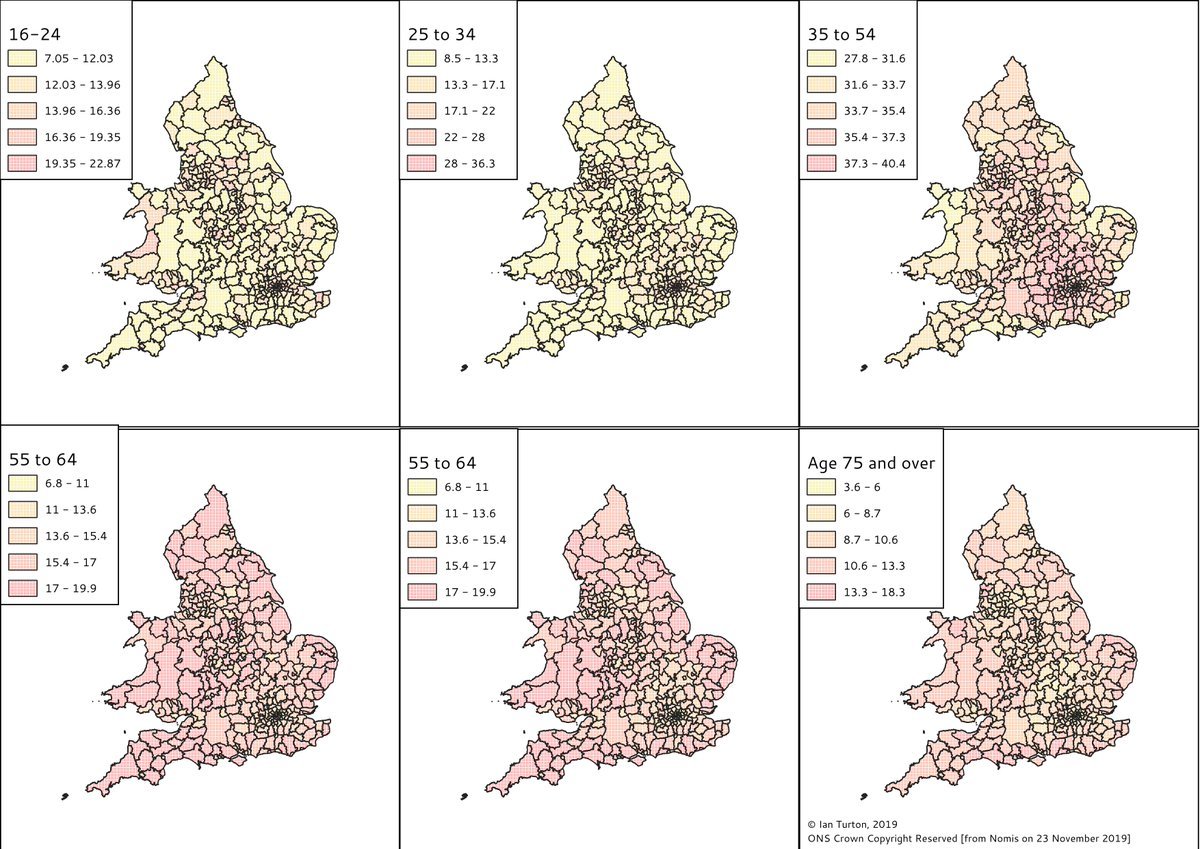 16-24
7.05 - 12.03
12.03 - 13.96
13.96 - 16.36
16.36 - 19.35
19.35 - 22.87
25 to 34
8.5 - 13.3
13.3 - 17.1
17.1 - 22
22 - 28
28 - 36.3
35 to 54
27.8 - 31.6
31.6 - 33.7
33.7 - 35.4
35.4 - 37.3
37.3 - 40.4
55 to 64
6.8 - 11
11 - 13.6
13.6 - 15.4
15.4 - 17
17 - 19.9
55 to 64
6.8 - 11
11 - 13.6
13.6 - 15.4
15.4 - 17
17 - 19.9
Age 75 and over
3.6 - 6
6 - 8.7
8.7 - 10.6
10.6 - 13.3
13.3 - 18.3
© Ian Turton, 2019
ONS Crown Copyright Reserved [from Nomis on 23 November 2019]